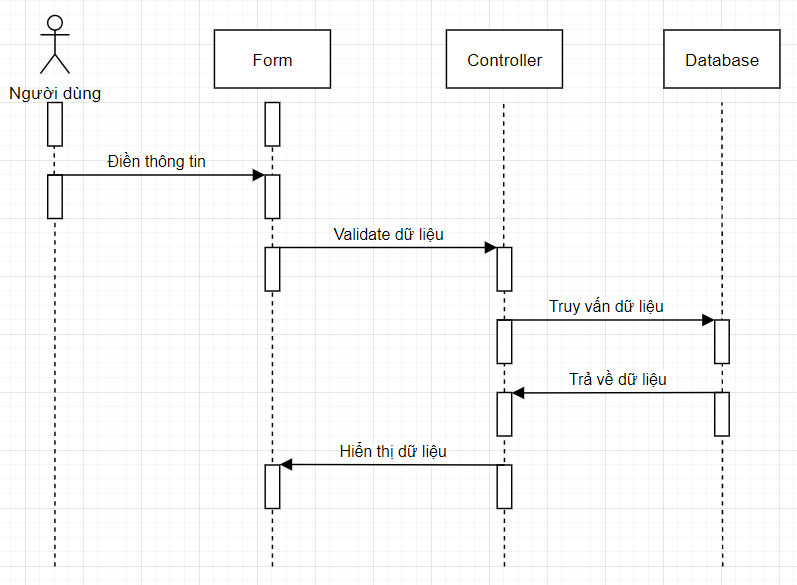 Form
Controller
Database
Người dùng
Điền thông tin
Validate dữ liệu
Truy vấn dữ liệu
Trả về dữ liệu
Hiển thị dữ liệu